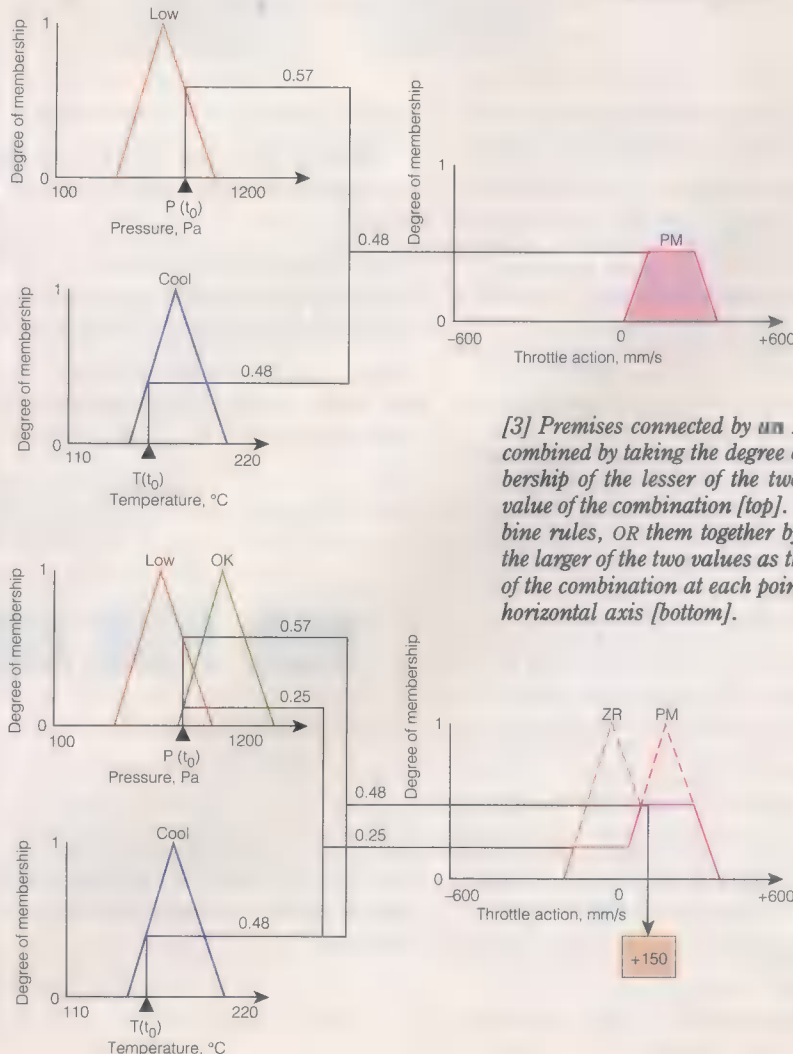 Low
1
0.57
Degree of membership
0
100
1200
P (t0)
Pressure, Pa
Cool
1
0.48
Degree of membership
0
110
220
T(t0)
Temperature, °C
0.48
Degree of membership
1
PM
0
–600
0
+600
Throttle action, mm/s
[3] Premises connected by
combined by taking the degree
bership of the lesser of the two
value of the combination [top].
bine rules, OR them together by
the larger of the two values as
of the combination at each
horizontal axis [bottom].
Low OK
1
0.57
0.25
Degree of membership
0
100
1200
P (t0)
Pressure, Pa
Cool
1
0.48
Degree of membership
0
110
220
T(t0)
Temperature, °C
0.48
0.25
Degree of membership
ZR PM
1
0
–600
0
+600
Throttle action, mm/s
+150